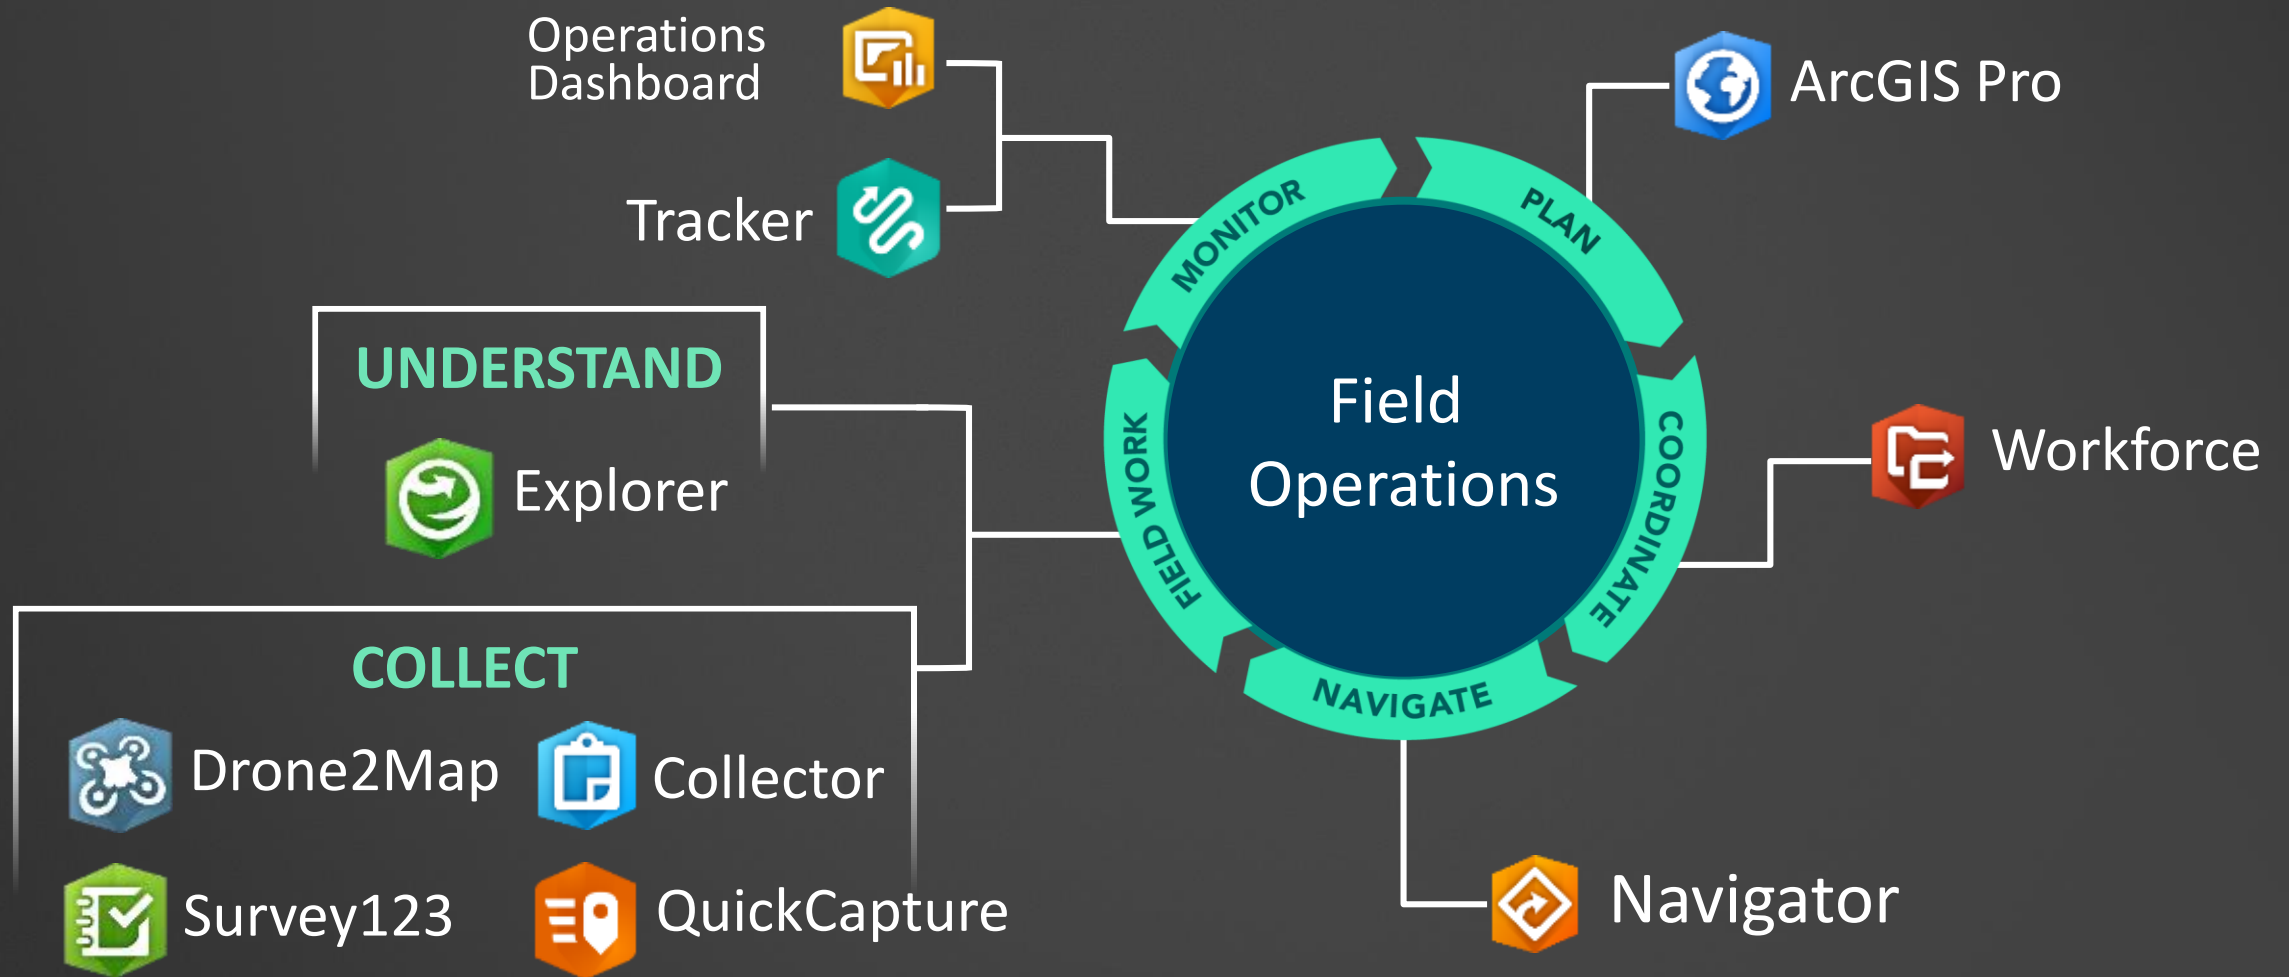 Operations
Dashboard
Tracker
UNDERSTAND
Explorer
COLLECT
Drone2Map
Collector
Survey123
QuickCapture
MONITOR
PLAN
COORDINATE
NAVIGATE
FIELD WORK
Field
Operations
ArcGIS Pro
Workforce
Navigator